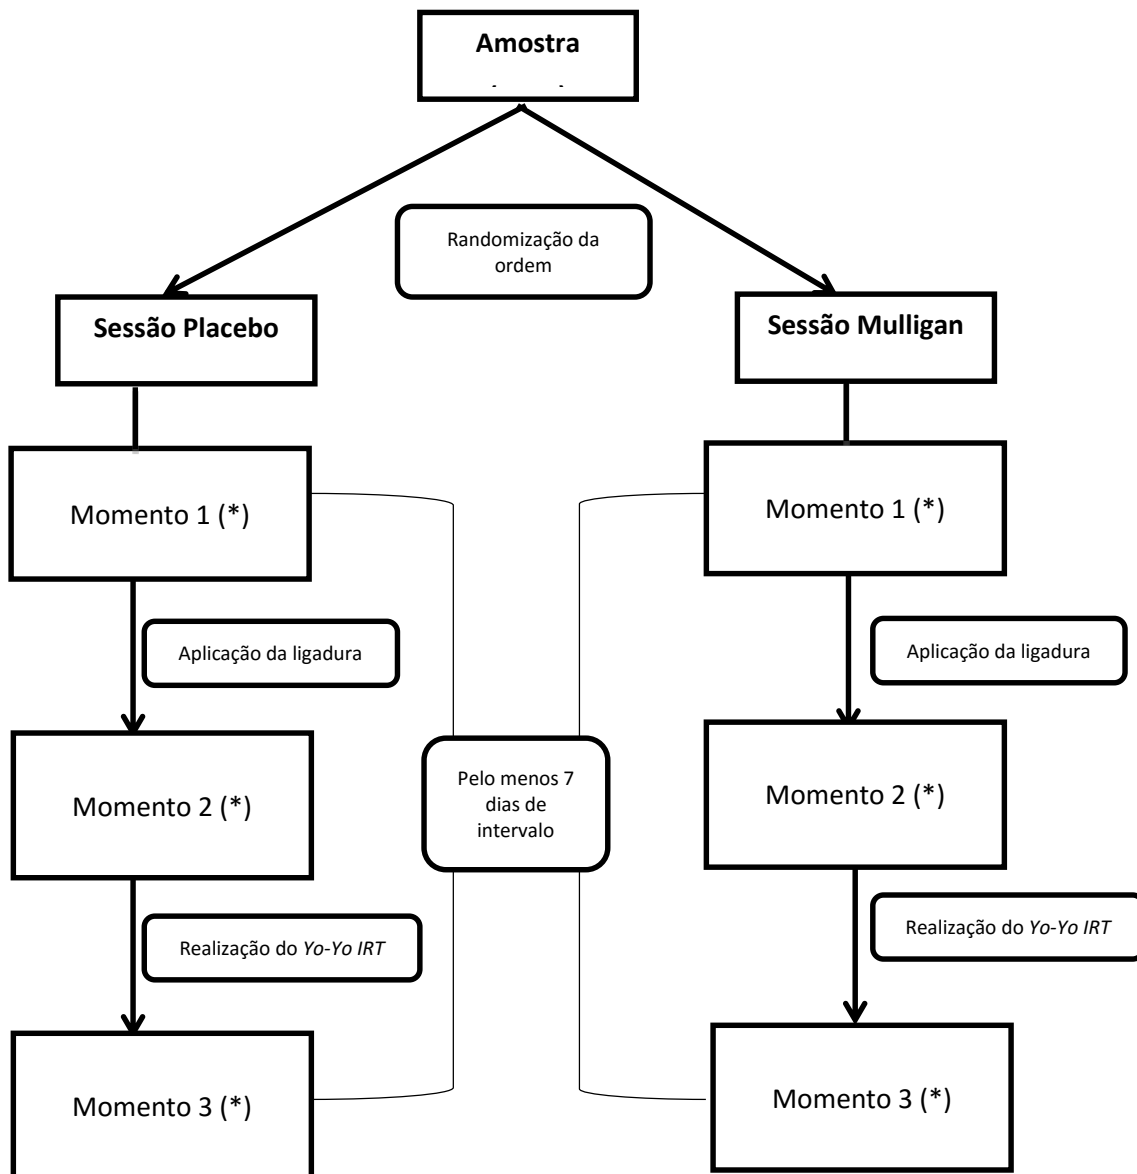 Amostra
Randomização da
ordem
Sessão Placebo
Sessão Mulligan
Momento 1 (*)
Momento 1 (*)
Aplicação da ligadura
Aplicação da ligadura
Momento 2 (*)
Pelo menos 7
dias de
intervalo
Momento 2 (*)
Realização do Yo-Yo IRT
Realização do Yo-Yo IRT
Momento 3 (*)
Momento 3 (*)